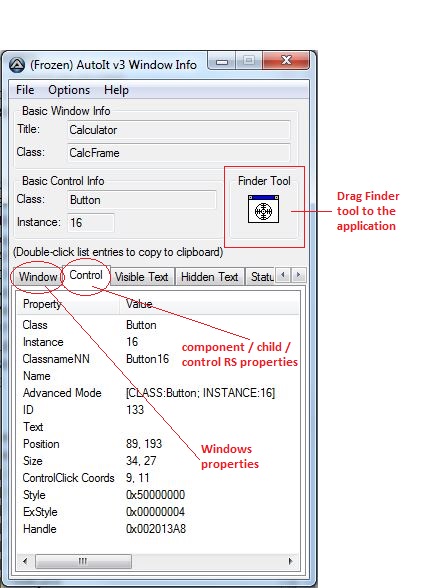 (Frozen) AutoIt v3 Window Info
File Options Help
Basic Window Info
Title: Calculator
Class: CalcFrame
Basic Control Info
Class: Button
Instance: 16
Finder Tool
Drag Finder
tool to the
application
(Double-click list entries to copy to clipboard)
Window Control Visible Text Hidden Text Statu
Property Value
Class Button
Instance 16
ClassnameNN Button16
Name
Advanced Mode [CLASS:Button; INSTANCE:16]
ID 133
Text
Position 89, 193
Size 34, 27
ControlClick Coords 9, 11
Style 0x50000000
ExStyle 0x00000004
Handle 0x002013A8
component / child /
control RS properties
Windows
properties